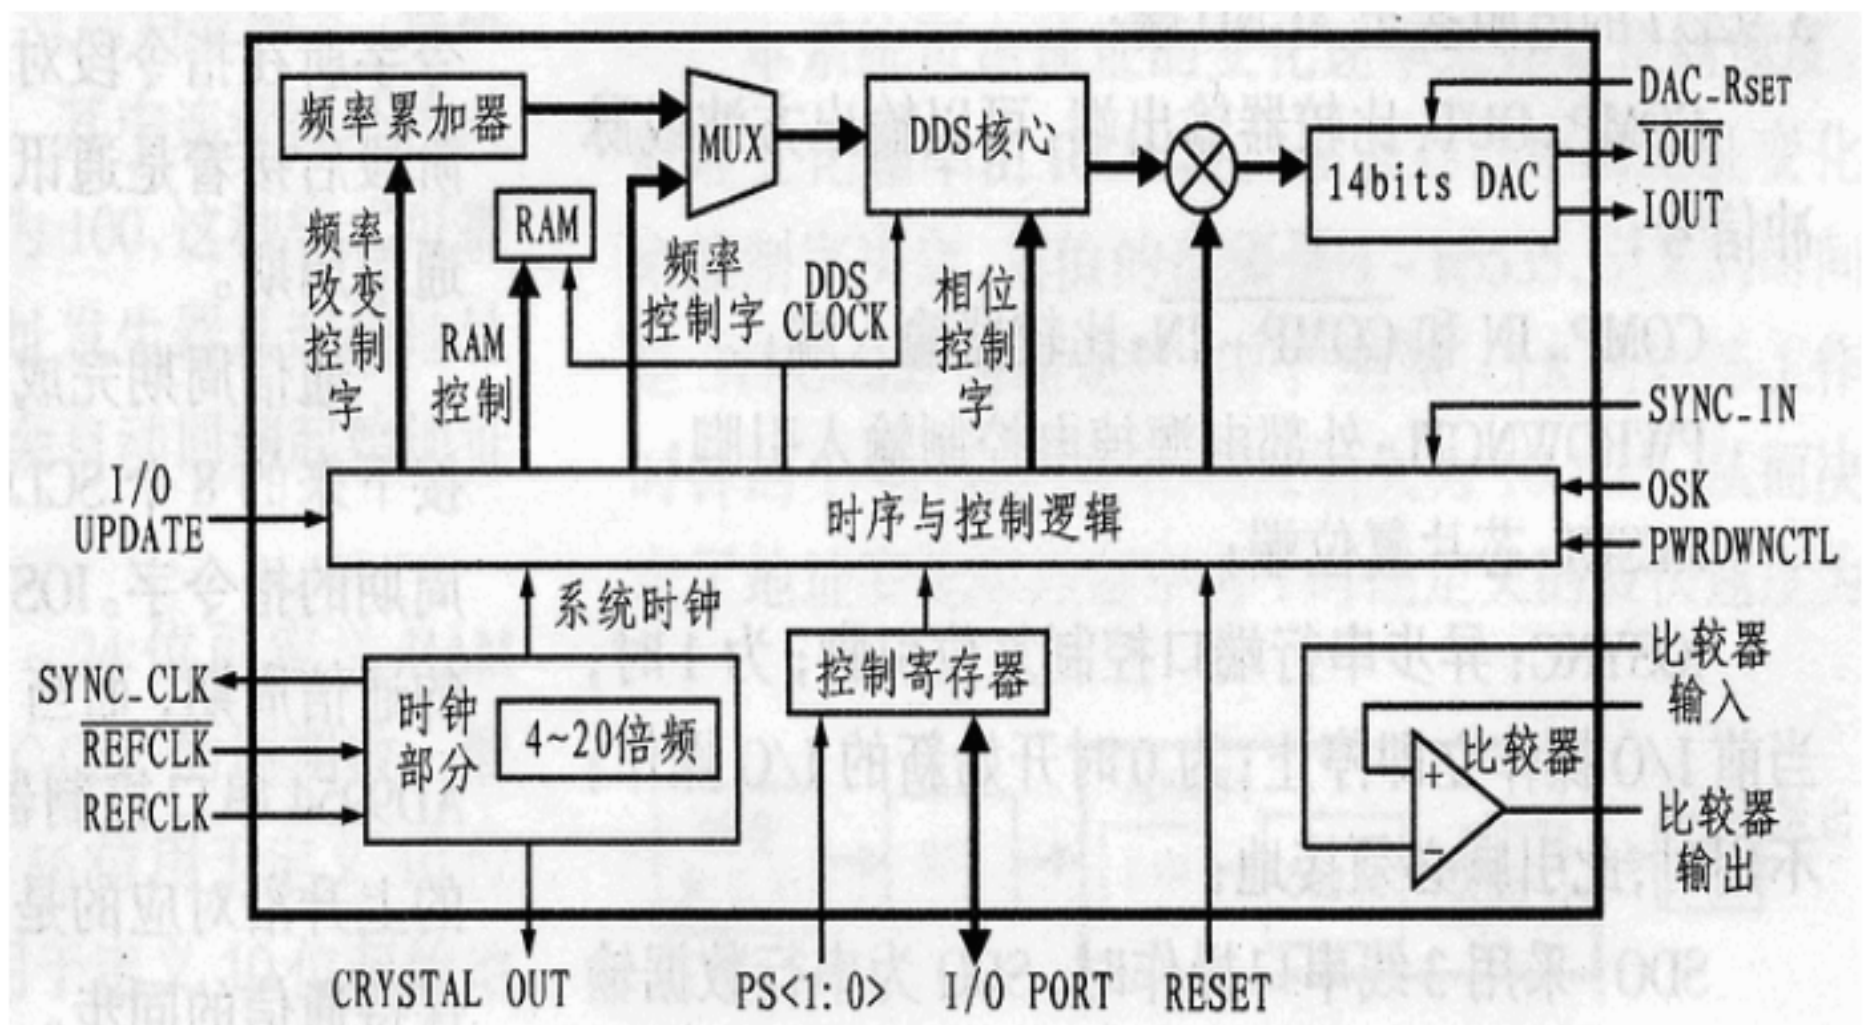 频率累加器
MUX
DDS核心
14bits DAC
DAC_RSET
IOUT
IOUT
RAM
频率
改变
控制
字
RAM
控制
频率
控制字
DDS
CLOCK
相位
控制
字
SYNC_IN
I/O
UPDATE
时序与控制逻辑
OSK
PWRDWNCTL
系统时钟
SYNC_CLK
REFCLK
REFCLK
时钟
部分
4~20倍频
控制寄存器
比较器
输入
比较器
+
-
比较器
输出
CRYSTAL OUT
PS<1:0>
I/O PORT
RESET